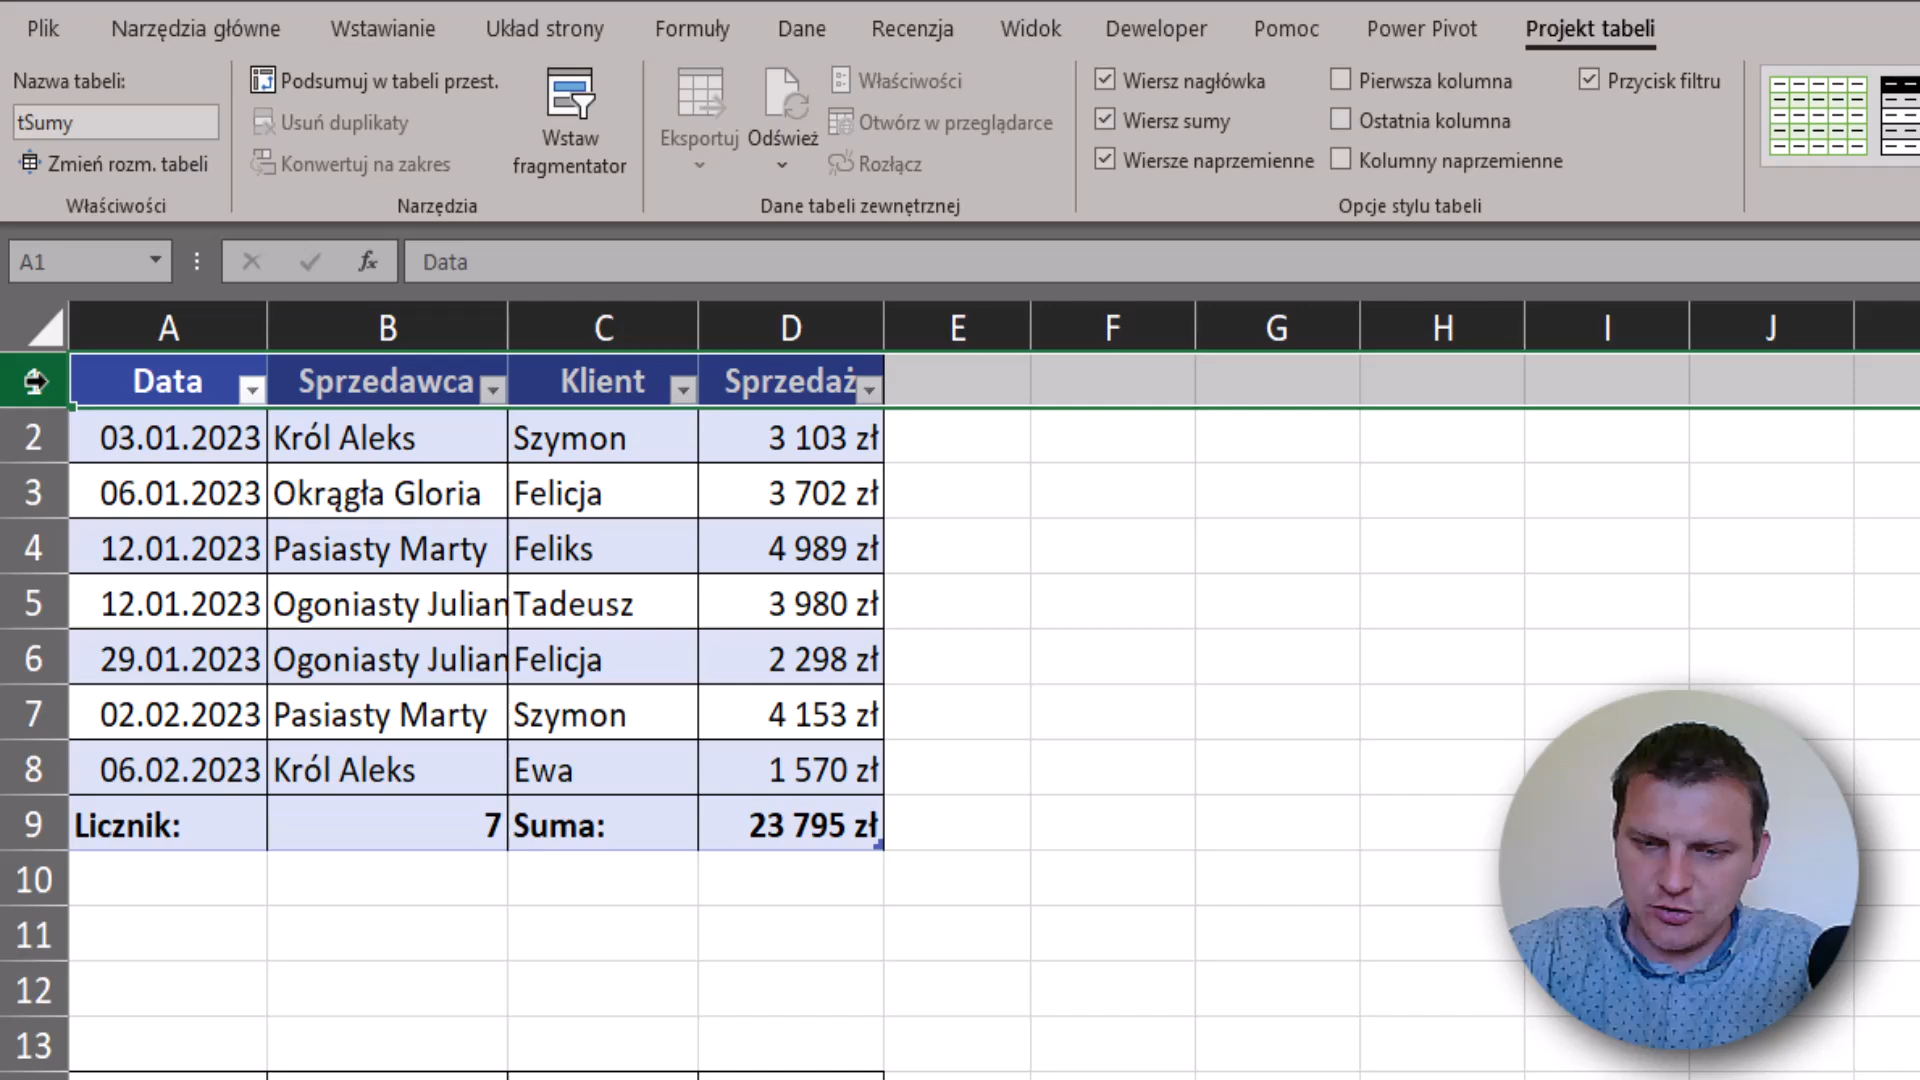 Plik Narzędzia główne Wstawianie Układ strony Formuły Dane Recenzja Widok Deweloper Pomoc Power Pivot Projekt tabeli
Nazwa tabeli:
tSumy
Zmień rozm. tabeli
Właściwości
Podsumuj w tabeli przest.
Usuń duplikaty
Konwertuj na zakres
Wstaw
fragmentator
Narzędzia
Eksportuj
Odśwież
Właściwości
Otwórz w przeglądarce
Rozłącz
Dane tabeli zewnętrznej
Wiersz nagłówka
Wiersz sumy
Wiersze naprzemienne
Pierwsza kolumna
Ostatnia kolumna
Kolumny naprzemienne
Przycisk filtru
Opcje stylu tabeli
A1 fx Data
A B C D E F G H I J
Data Sprzedawca Klient Sprzedaż
2 03.01.2023 Król Aleks Szymon 3 103 zł
3 06.01.2023 Okrągła Gloria Felicja 3 702 zł
4 12.01.2023 Pasiasty Marty Feliks 4 989 zł
5 12.01.2023 Ogoniasty Julian Tadeusz 3 980 zł
6 29.01.2023 Ogoniasty Julian Felicja 2 298 zł
7 02.02.2023 Pasiasty Marty Szymon 4 153 zł
8 06.02.2023 Król Aleks Ewa 1 570 zł
9 Licznik: 7 Suma: 23 795 zł
10
11
12
13